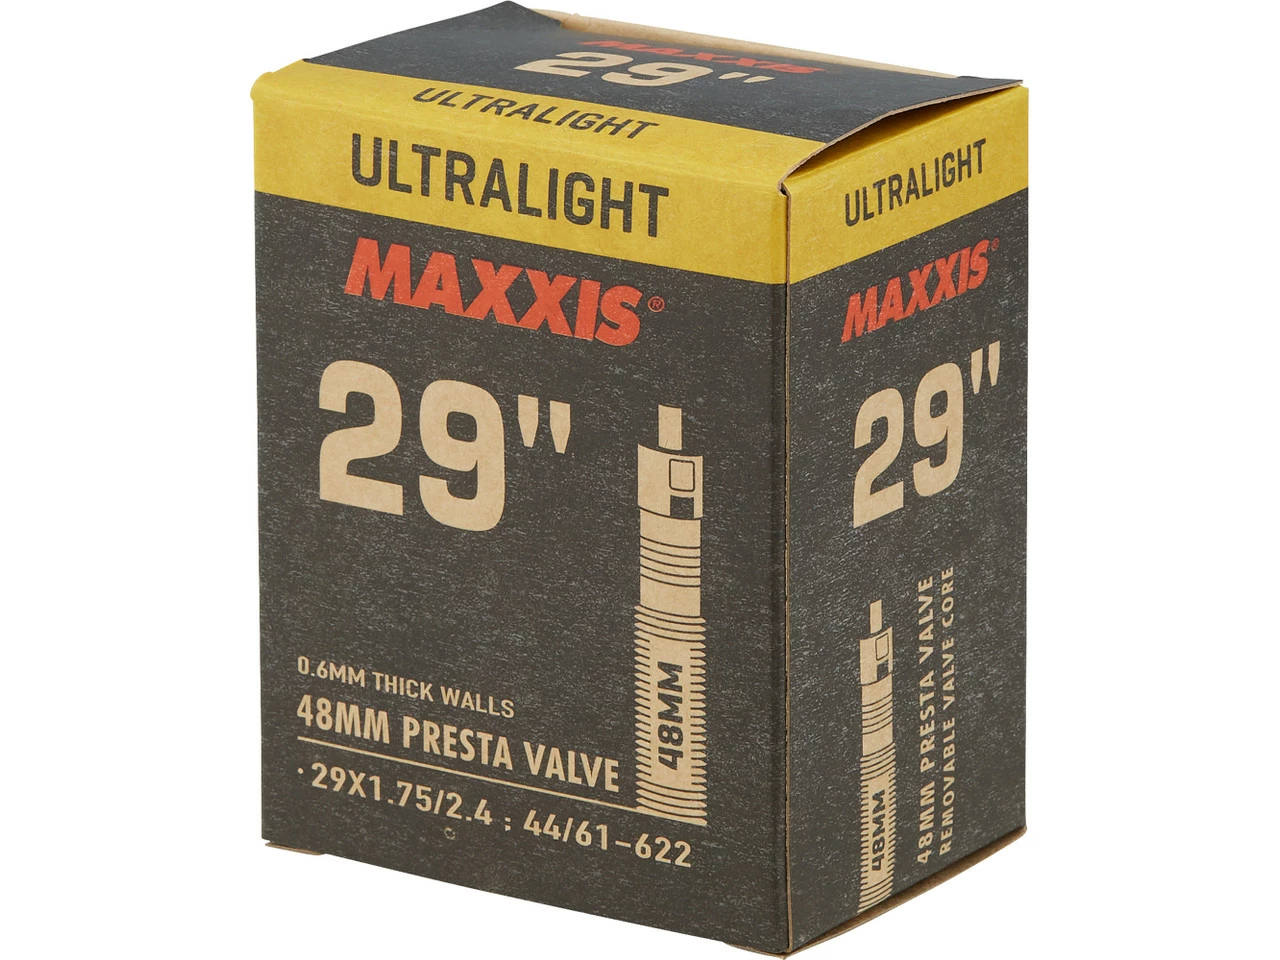 MAXXIS
29"
ULTRALIGHT
ULTRALIGHT
MAXXIS®
29"
48MM
0.6MM THICK WALLS
48MM PRESTA VALVE
·29X1.75/2.4 ; 44/61-622
ULTRALIGHT
MAXXIS®
29"
48MM
48MM PRESTA VALVE
REMOVABLE VALVE CORE